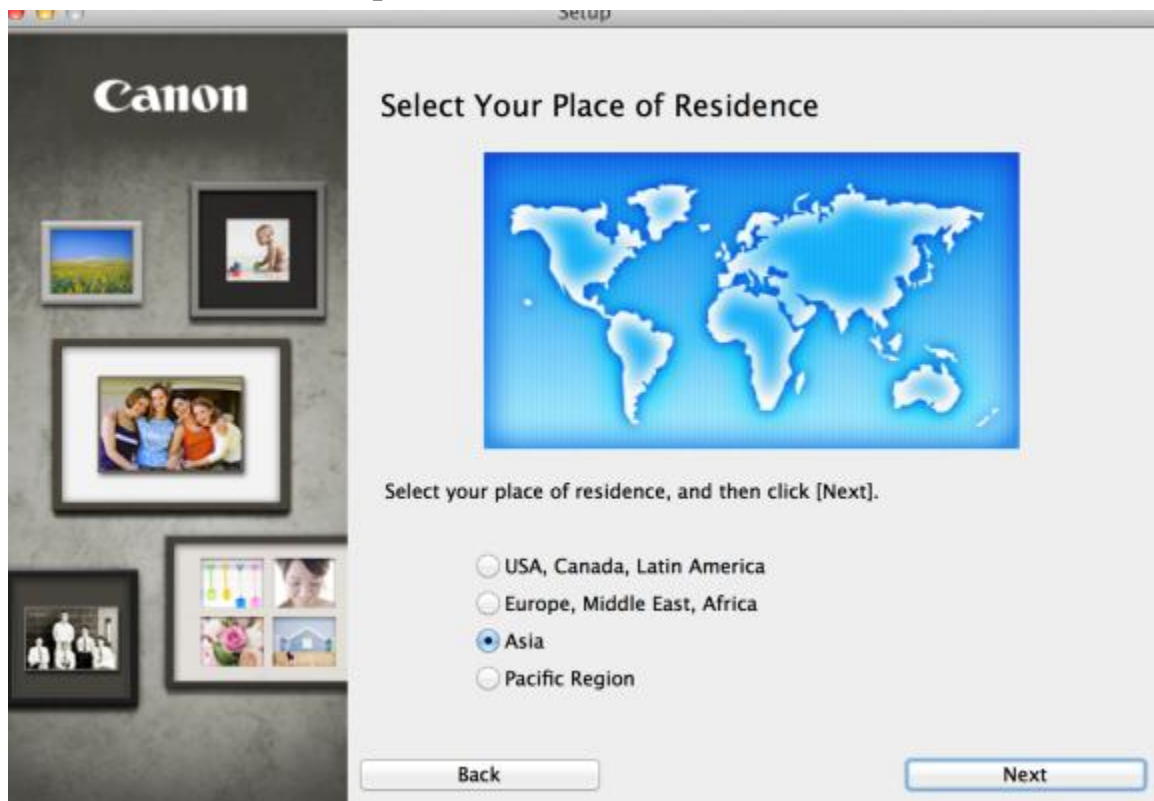 Setup
Canon
Select Your Place of Residence
Select your place of residence, and then click [Next].
USA, Canada, Latin America
Europe, Middle East, Africa
Asia
Pacific Region
Back
Next